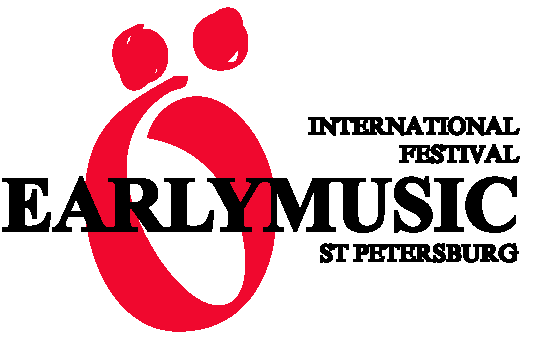 INTERNATIONAL
FESTIVAL
EARLYMUSIC
ST PETERSBURG